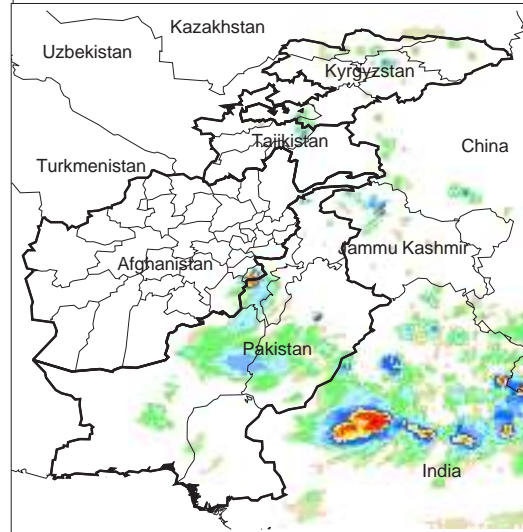 Kazakhstan
Uzbekistan
Kyrgyzstan
Tajikistan
China
Turkmenistan
Jammu Kashmir
Afghanistan
Pakistan
India